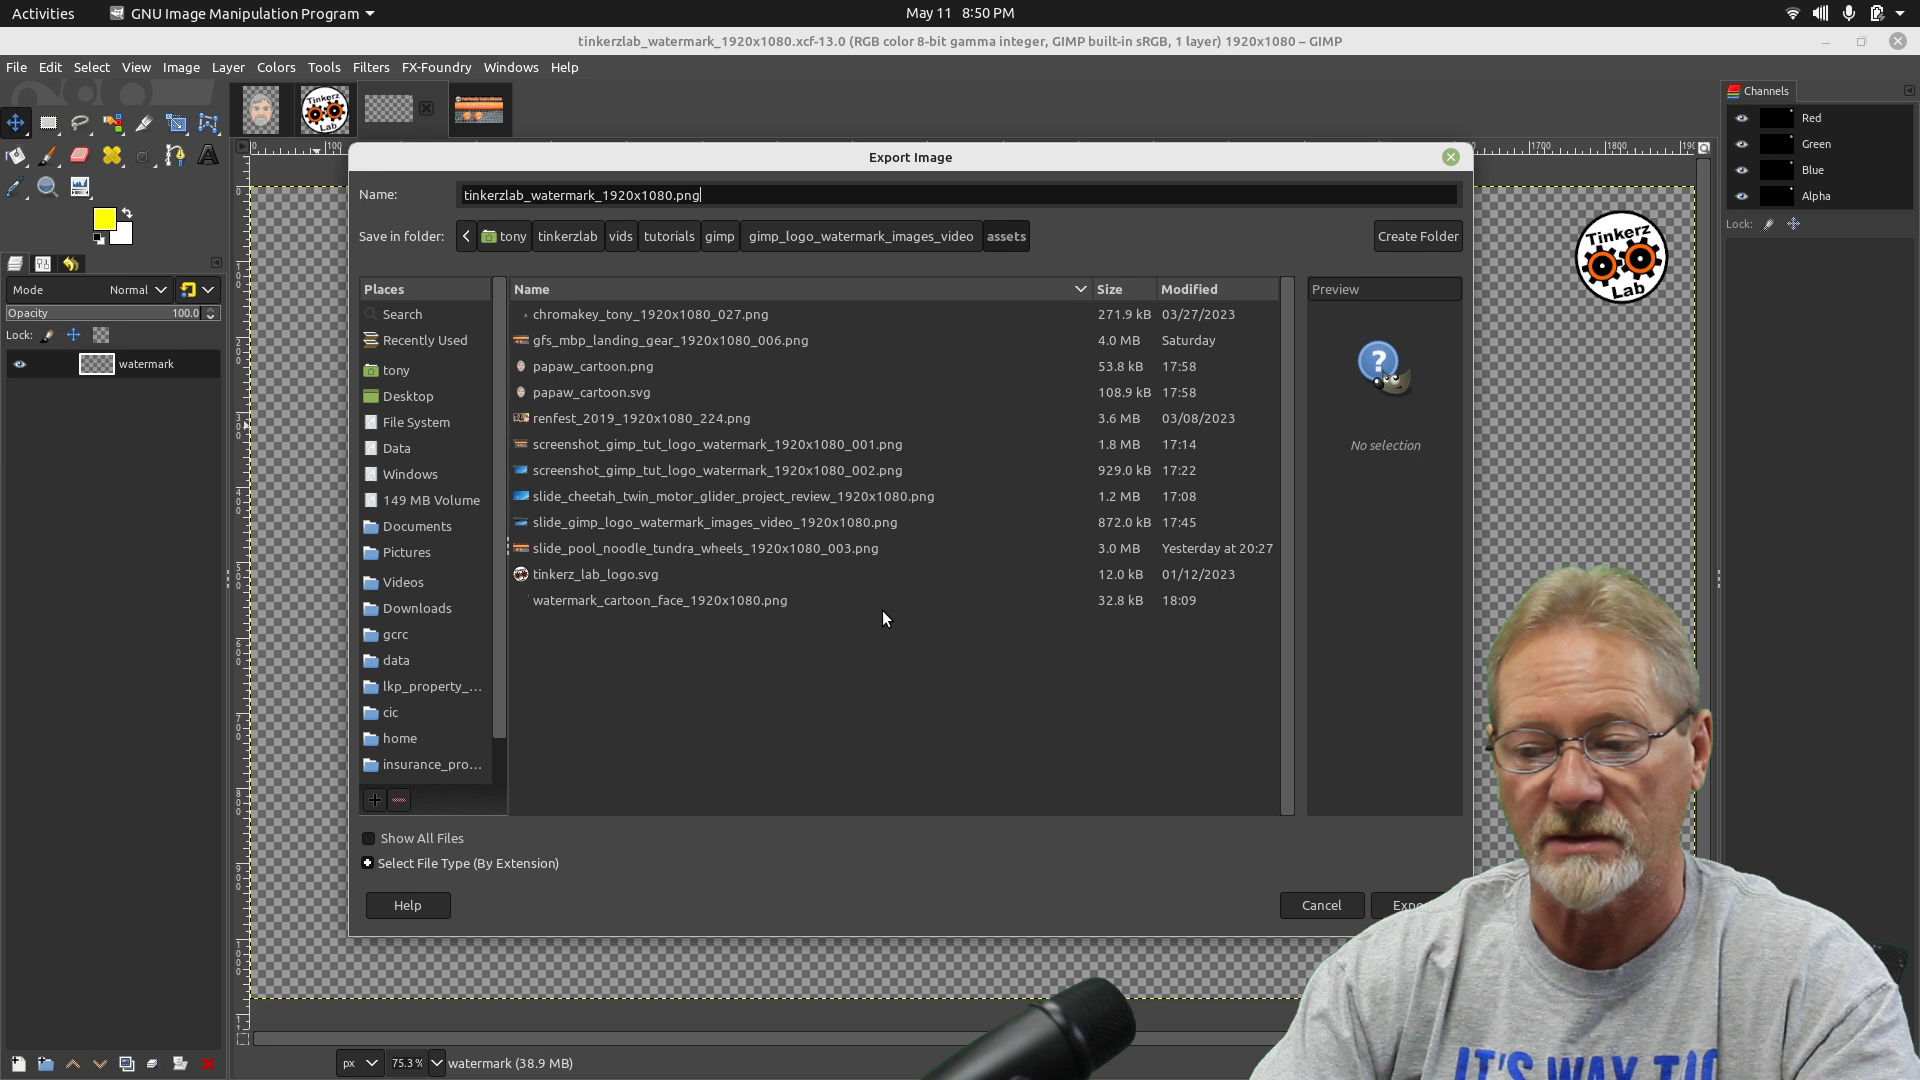 Activities
GNU Image Manipulation Program
May 11 8:50 PM
tinkerzlab_watermark_1920x1080.xcf-13.0 (RGB color 8-bit gamma integer, GIMP built-in sRGB, 1 layer) 1920x1080 – GIMP
File Edit Select View Image Layer Colors Tools Filters FX-Foundry Windows Help
Tinkerz
Lab
Channels
Red
Green
Blue
Alpha
Lock:
Mode Normal
Opacity 100.0
Lock:
watermark
0 100 1700 1800
Export Image
Name: tinkerzlab_watermark_1920x1080.png
Save in folder: tony tinkerzlab vids tutorials gimp gimp_logo_watermark_images_video assets Create Folder
Places
Search
Recently Used
tony
Desktop
File System
Data
Windows
149 MB Volume
Documents
Pictures
Videos
Downloads
gcrc
data
lkp_property_...
cic
home
insurance_pro...
Name Size Modified
chromakey_tony_1920x1080_027.png 271.9 kB 03/27/2023
gfs_mbp_landing_gear_1920x1080_006.png 4.0 MB Saturday
papaw_cartoon.png 53.8 kB 17:58
papaw_cartoon.svg 108.9 kB 17:58
renfest_2019_1920x1080_224.png 3.6 MB 03/08/2023
screenshot_gimp_tut_logo_watermark_1920x1080_001.png 1.8 MB 17:14
screenshot_gimp_tut_logo_watermark_1920x1080_002.png 929.0 kB 17:22
slide_cheetah_twin_motor_glider_project_review_1920x1080.png 1.2 MB 17:08
slide_gimp_logo_watermark_images_video_1920x1080.png 872.0 kB 17:45
slide_pool_noodle_tundra_wheels_1920x1080_003.png 3.0 MB Yesterday at 20:27
tinkerz_lab_logo.svg 12.0 kB 01/12/2023
watermark_cartoon_face_1920x1080.png 32.8 kB 18:09
Preview
No selection
Show All Files
Select File Type (By Extension)
Help
Cancel
Expo
Tinkerz
Lab
IT'S WAY
px 75.3 % watermark (38.9 MB)